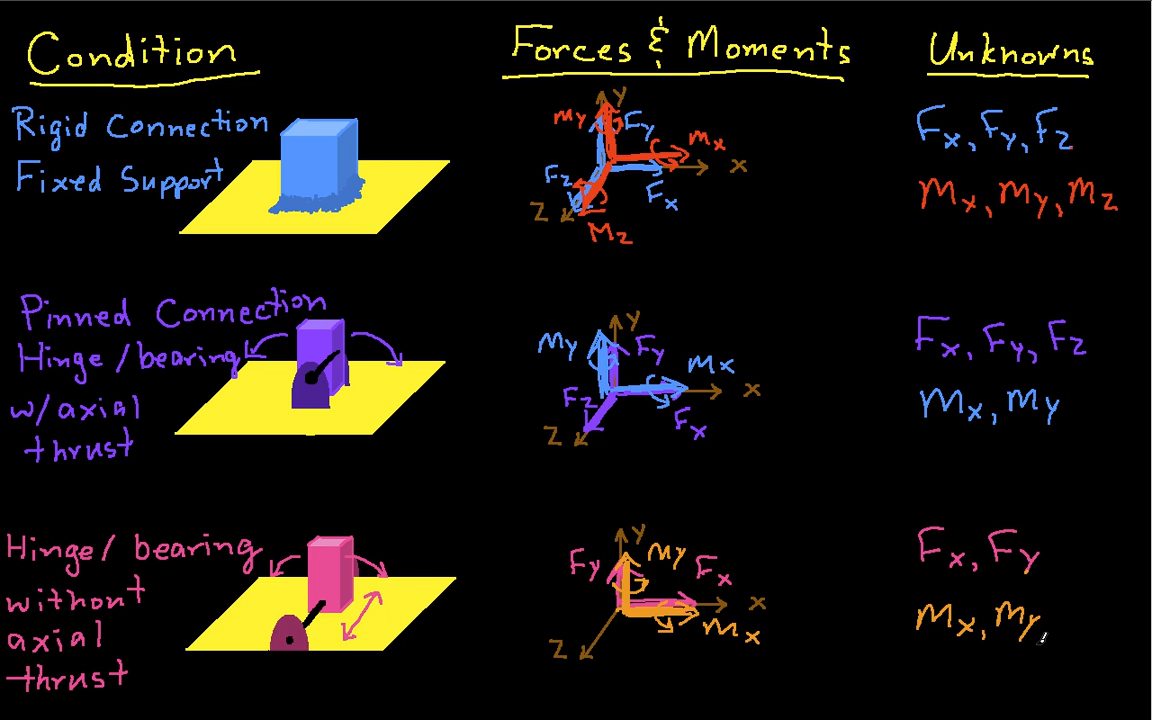 Condition
Forces & Moments
Unknowns
Rigid Connection
Fixed Support
My
Y
Fy
Mx
X
Fz
Fx
Z
Mz
Fx, Fy, Fz
Mx, My, Mz
Pinned Connection
Hinge/bearing
w/axial
thrust
Y
My
Fy
Mx
X
Fz
Fx
Z
Fx, Fy, Fz
Mx, My
Hinge/bearing
without
axial
thrust
Y
My
Fy
Fx
X
Mx
Z
Fx, Fy
Mx, My